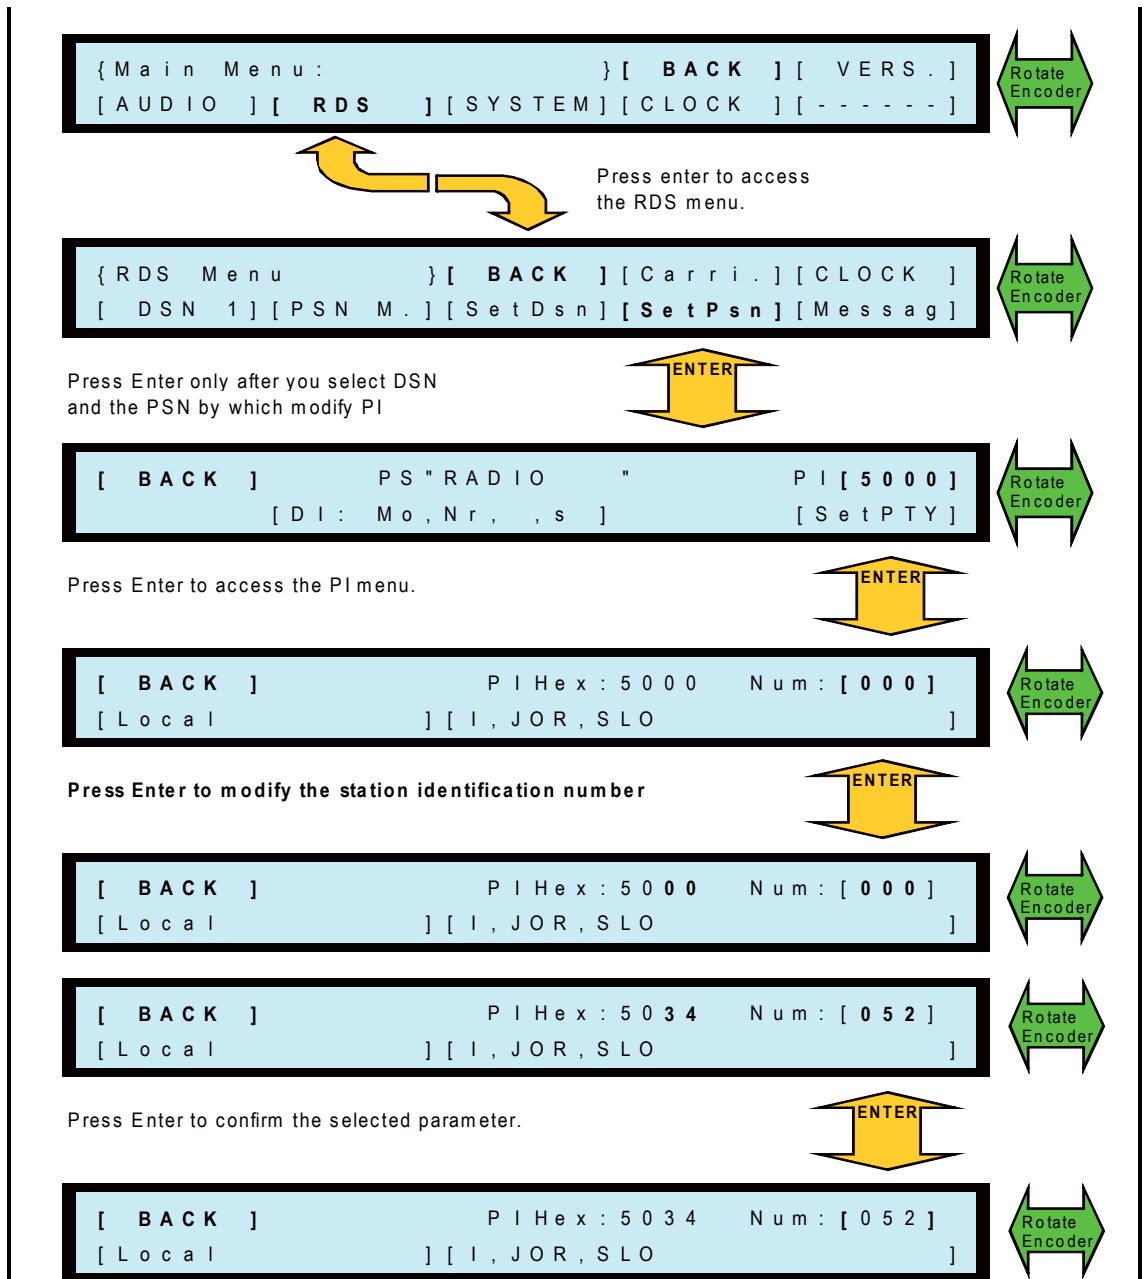 {Main Menu: }[ BACK ][ VERS.]
[AUDIO ][ RDS ][SYSTEM][CLOCK ][------]
Rotate
Encoder
Press enter to access
the RDS menu.
{RDS Menu }[ BACK ][Carri.][CLOCK ]
[ DSN 1][PSN M.][SetDsn][SetPsn][Messag]
Rotate
Encoder
ENTER
Press Enter only after you select DSN
and the PSN by which modify PI
[ BACK ] PS"RADIO " PI[5000]
[DI: Mo,Nr, ,s ] [SetPTY]
Rotate
Encoder
Press Enter to access the PI menu.
ENTER
[ BACK ] PIHex:5000 Num:[000]
[Local ][I,JOR,SLO ]
Rotate
Encoder
Press Enter to modify the station identification number
ENTER
[ BACK ] PIHex:5000 Num:[000]
[Local ][I,JOR,SLO ]
Rotate
Encoder
[ BACK ] PIHex:5034 Num:[052]
[Local ][I,JOR,SLO ]
Rotate
Encoder
Press Enter to confirm the selected parameter.
ENTER
[ BACK ] PIHex:5034 Num:[052]
[Local ][I,JOR,SLO ]
Rotate
Encoder